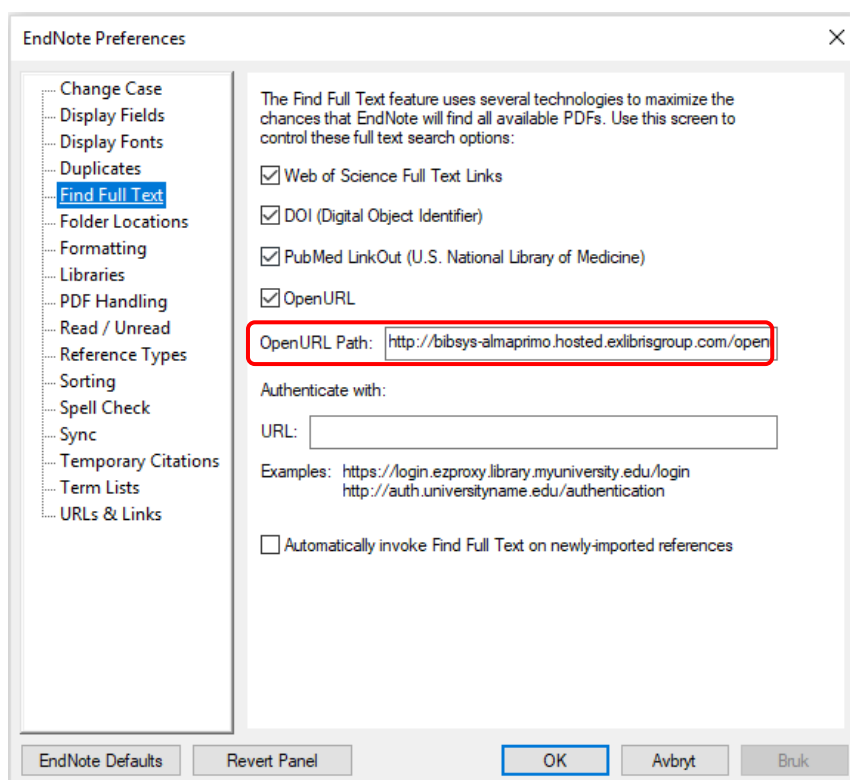 EndNote Preferences
Change Case
Display Fields
Display Fonts
Duplicates
Find Full Text
Folder Locations
Formatting
Libraries
PDF Handling
Read / Unread
Reference Types
Sorting
Spell Check
Sync
Temporary Citations
Term Lists
URLs & Links
The Find Full Text feature uses several technologies to maximize the
chances that EndNote will find all available PDFs. Use this screen to
control these full text search options:
Web of Science Full Text Links
DOI (Digital Object Identifier)
PubMed LinkOut (U.S. National Library of Medicine)
OpenURL
OpenURL Path: http://bibsys-almaprimo.hosted.exlibrisgroup.com/open
Authenticate with:
URL:
Examples: https://login.ezproxy.library.myuniversity.edu/login
http://auth.universityname.edu/authentication
Automatically invoke Find Full Text on newly-imported references
EndNote Defaults Revert Panel OK Avbryt Bruk